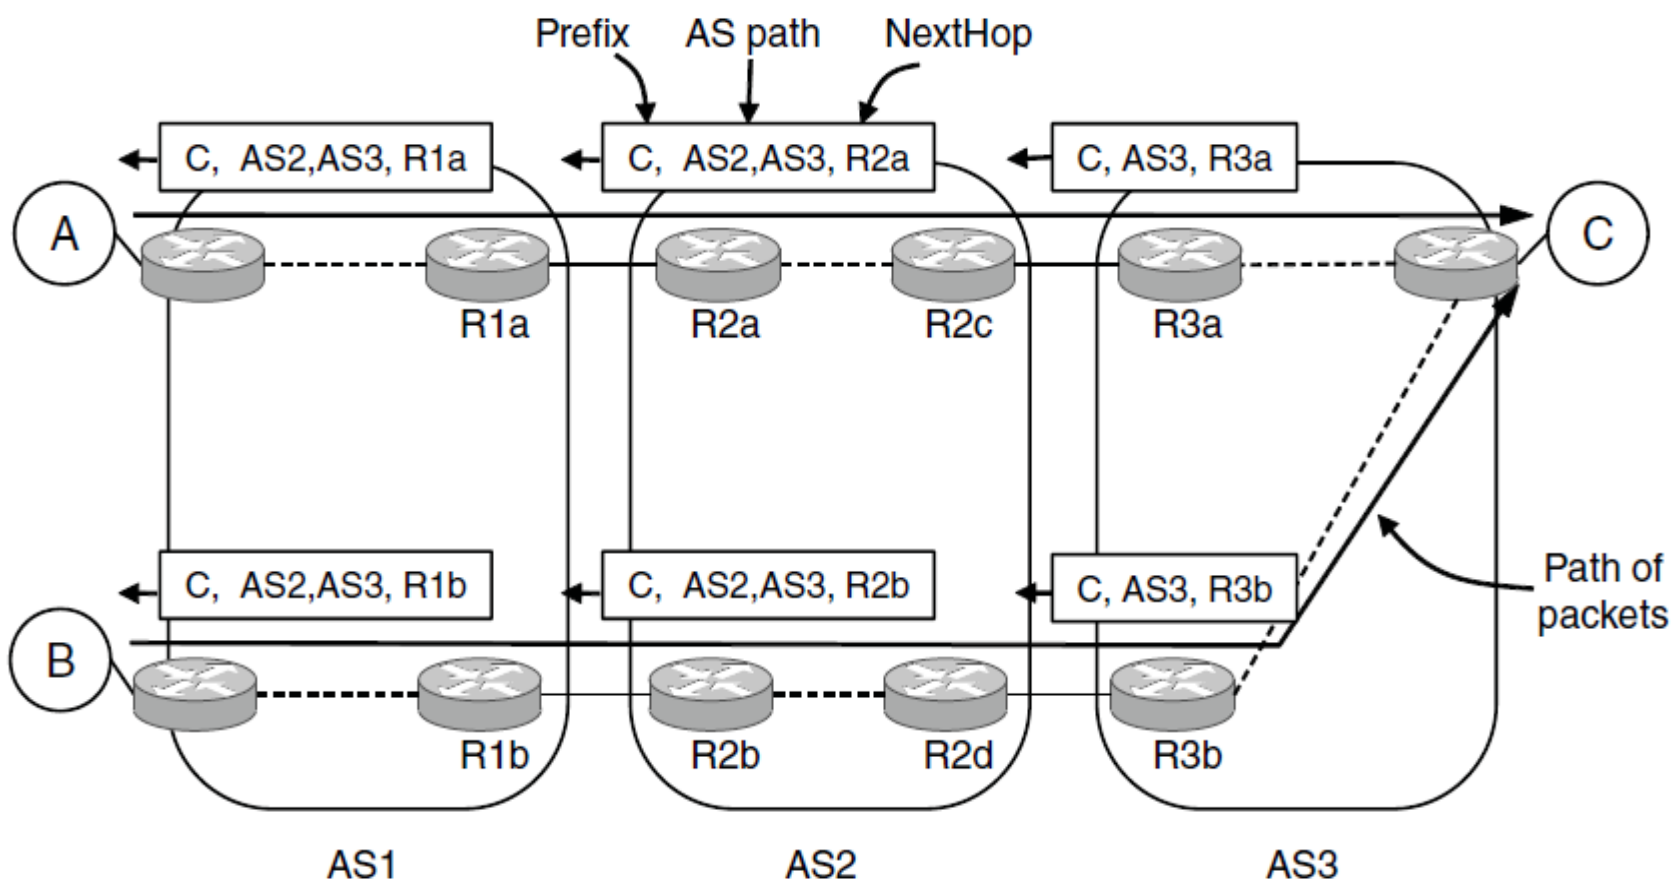 Prefix AS path NextHop
C, AS2,AS3, R1a
C, AS2,AS3, R2a
C, AS3, R3a
A
C
R1a
R2a
R2c
R3a
C, AS2,AS3, R1b
C, AS2,AS3, R2b
C, AS3, R3b
Path of
packets
B
R1b
R2b
R2d
R3b
AS1
AS2
AS3